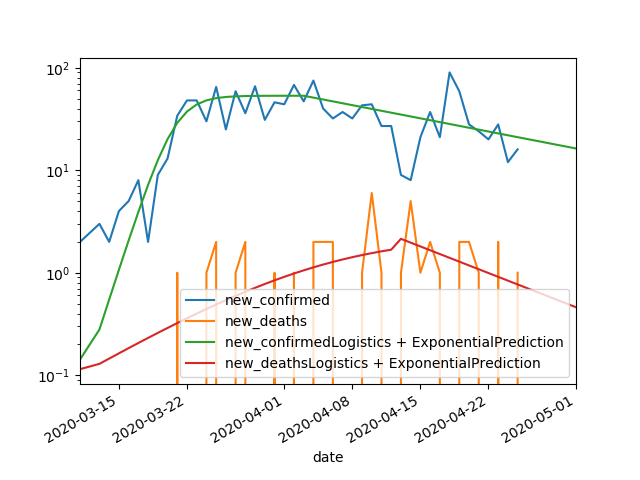 10²
10¹
10⁰
10⁻¹
new_confirmed
new_deaths
new_confirmedLogistics + ExponentialPrediction
new_deathsLogistics + ExponentialPrediction
2020-03-15
2020-03-22
2020-04-01
2020-04-08
2020-04-15
2020-04-22
2020-05-01
date